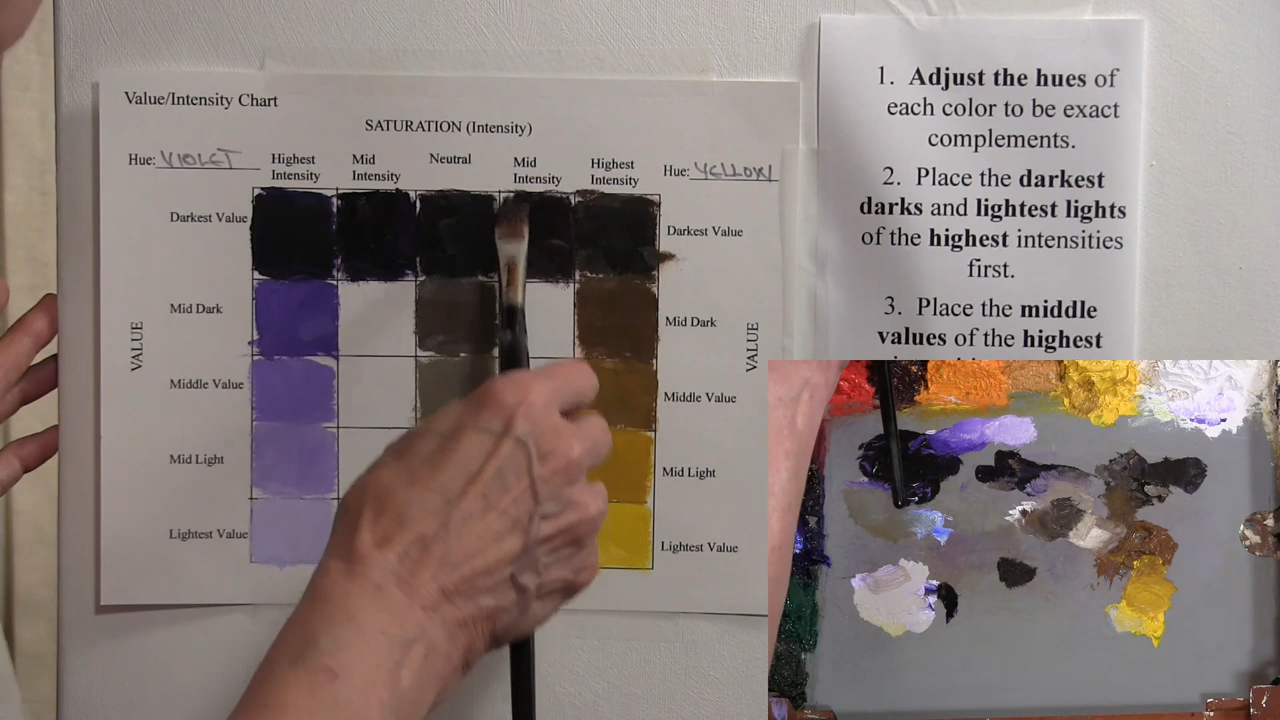 Value/Intensity Chart
SATURATION (Intensity)
Hue: VIOLET
Highest Intensity
Mid Intensity
Neutral
Mid Intensity
Highest Intensity
Hue: YELLOW
Darkest Value
Darkest Value
Mid Dark
Mid Dark
VALUE
VALUE
Middle Value
Middle Value
Mid Light
Mid Light
Lightest Value
Lightest Value
1. Adjust the hues of
each color to be exact
complements.
2. Place the darkest
darks and lightest lights
of the highest intensities
first.
3. Place the middle
values of the highest